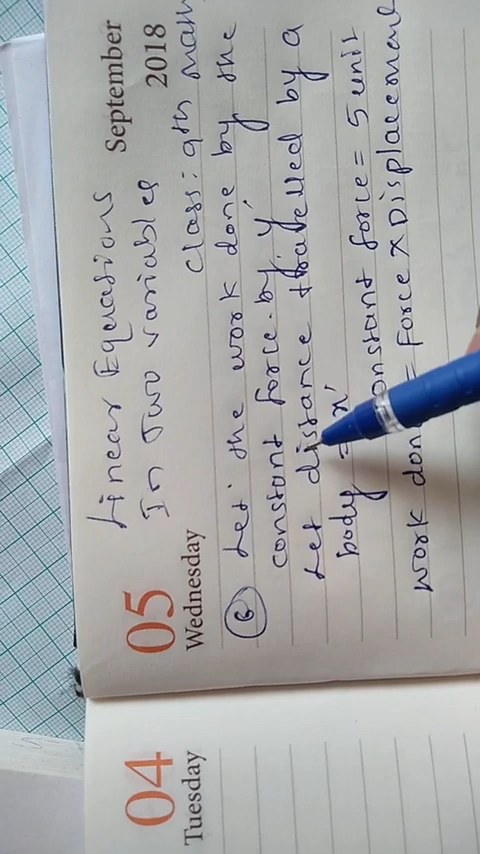 September
2018
05
Wednesday
Linear Equations
In Two variables
class: 9th math
6 Let the work done by the
constant force. by 'y'
Let distance travelled by a
body = 'x'
constant force = 5 unit
work done = Force X Displacement
04
Tuesday